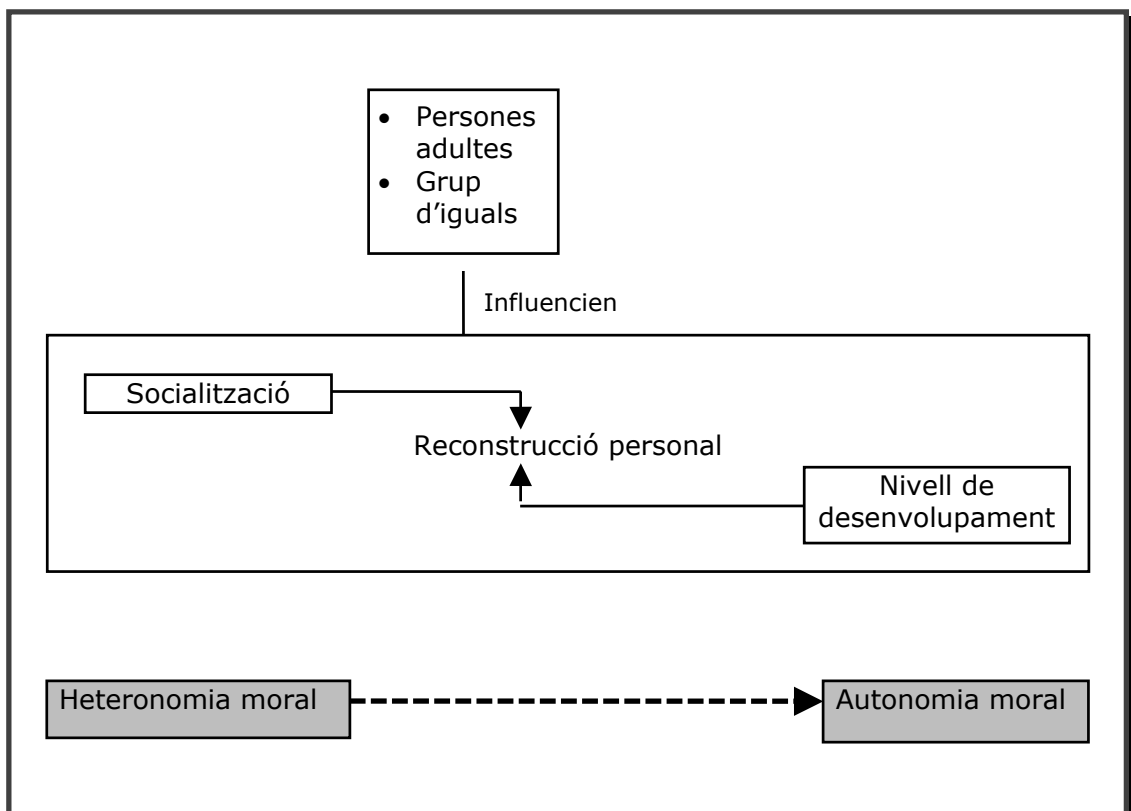 • Persones
adultes
• Grup
d’iguals
Influencien
Socialització
Reconstrucció personal
Nivell de
desenvolupament
Heteronomia moral
Autonomia moral